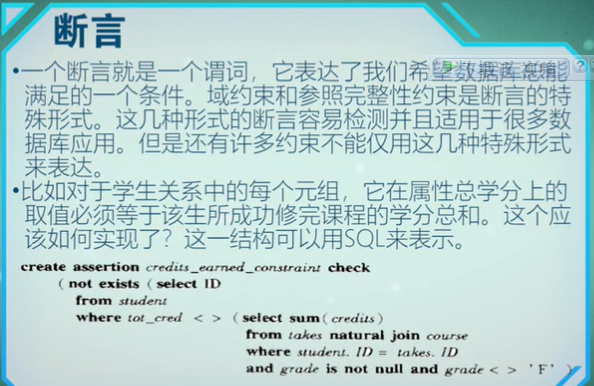 断言
•一个断言就是一个谓词，它表达了我们希望数据库总能
满足的一个条件。域约束和参照完整性约束是断言的特
殊形式。这几种形式的断言容易检测并且适用于很多数
据库应用。但是还有许多约束不能仅用这几种特殊形式
来表达。
•比如对于学生关系中的每个元组，它在属性总学分上的
取值必须等于该生所成功修完课程的学分总和。这个应
该如何实现了？这一结构可以用SQL来表示。
create assertion credits_earned_constraint check
( not exists ( select ID
from student
where tot_cred < > ( select sum( credits)
from takes natural join course
where student. ID = takes. ID
and grade is not null and grade < > 'F')